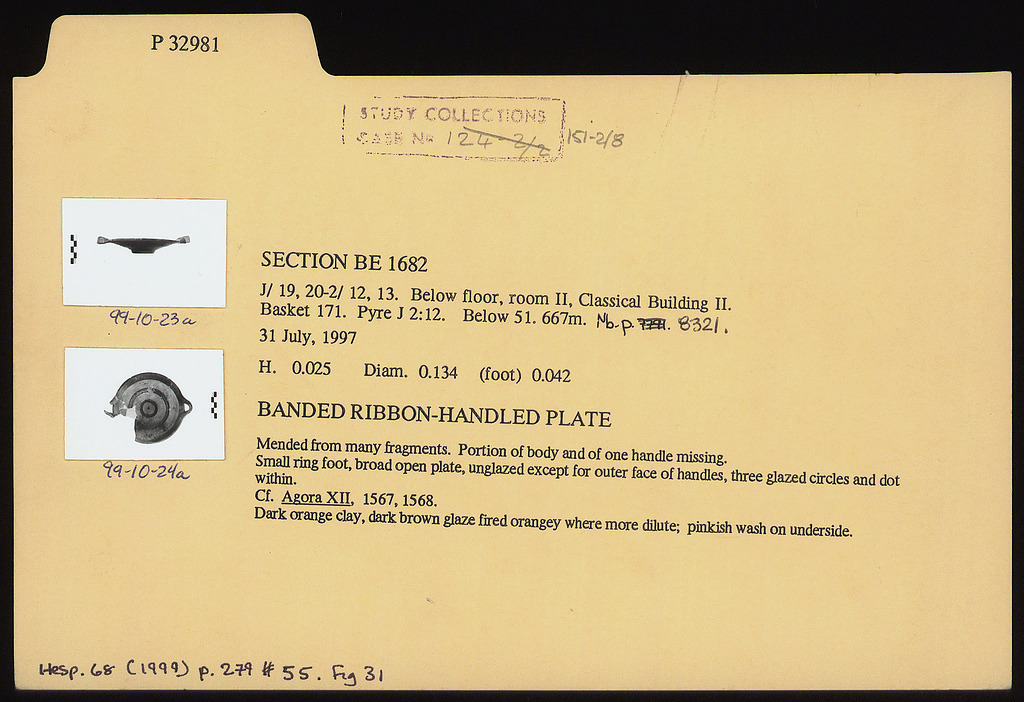 P 32981
STUDY COLLECTIONS
CASE No 124-2/2 151-2/8
SECTION BE 1682
J/ 19, 20-2/ 12, 13. Below floor, room II, Classical Building II.
Basket 171. Pyre J 2:12. Below 51. 667m. Nb. p. 8321.
31 July, 1997
99-10-23a
H. 0.025 Diam. 0.134 (foot) 0.042
BANDED RIBBON-HANDLED PLATE
Mended from many fragments. Portion of body and of one handle missing.
Small ring foot, broad open plate, unglazed except for outer face of handles, three glazed circles and dot
within.
Cf. Agora XII, 1567, 1568.
Dark orange clay, dark brown glaze fired orangey where more dilute; pinkish wash on underside.
99-10-24a
Hesp. 68 (1999) p. 279 # 55. Fig 31